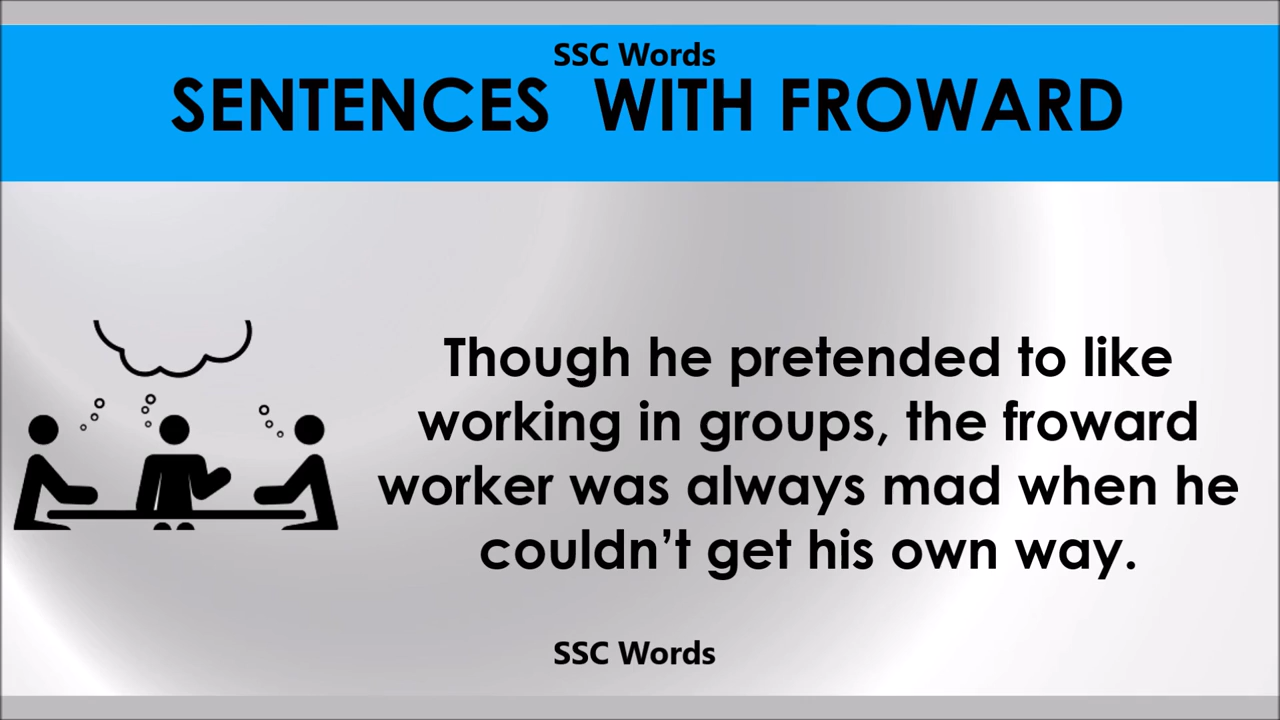 SSC Words
SENTENCES WITH FROWARD
Though he pretended to like
working in groups, the froward
worker was always mad when he
couldn’t get his own way.
SSC Words